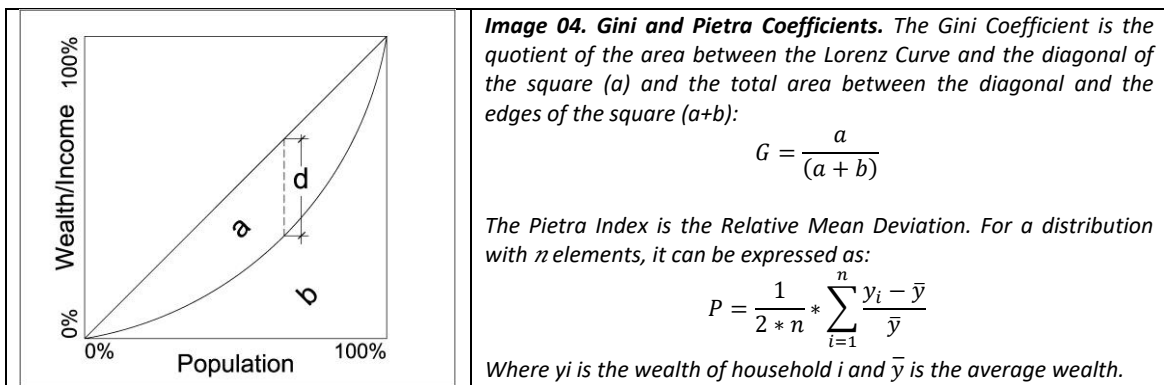 100%
Wealth/Income
0%
a
d
b
0%
100%
Population
Image 04. Gini and Pietra Coefficients. The Gini Coefficient is the
quotient of the area between the Lorenz Curve and the diagonal of
the square (a) and the total area between the diagonal and the
edges of the square (a+b):
G = a / (a + b)
The Pietra Index is the Relative Mean Deviation. For a distribution
with n elements, it can be expressed as:
P = 1 / (2 * n) * ∑_{i=1}^{n} (y_i − ȳ) / ȳ
Where yi is the wealth of household i and ȳ is the average wealth.